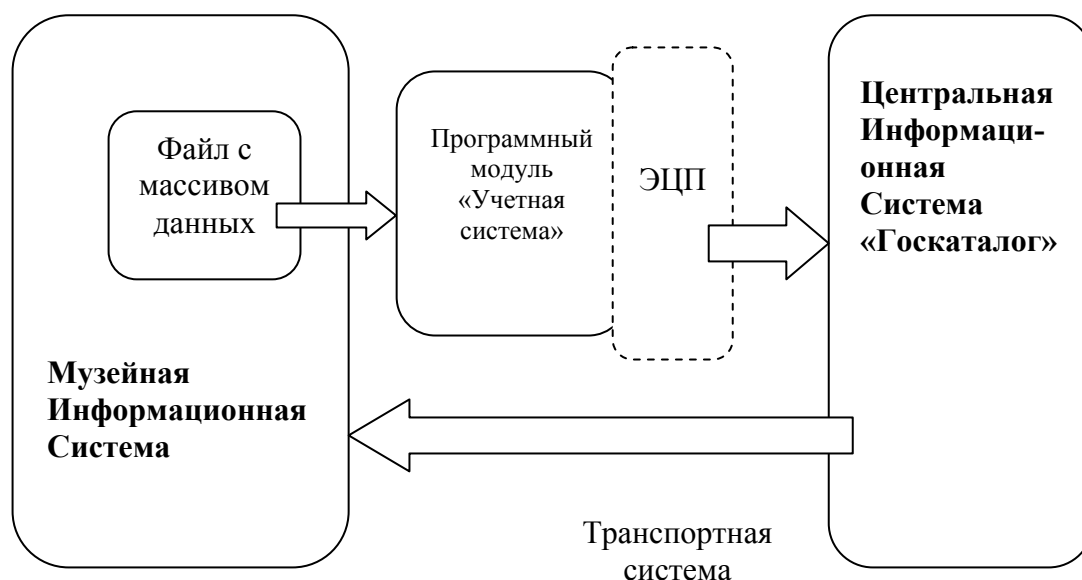 Файл с
массивом
данных
Программный
модуль
«Учетная
система»
ЭЦП
Центральная
Информаци-
онная
Система
«Госкаталог»
Музейная
Информационная
Система
Транспортная
система